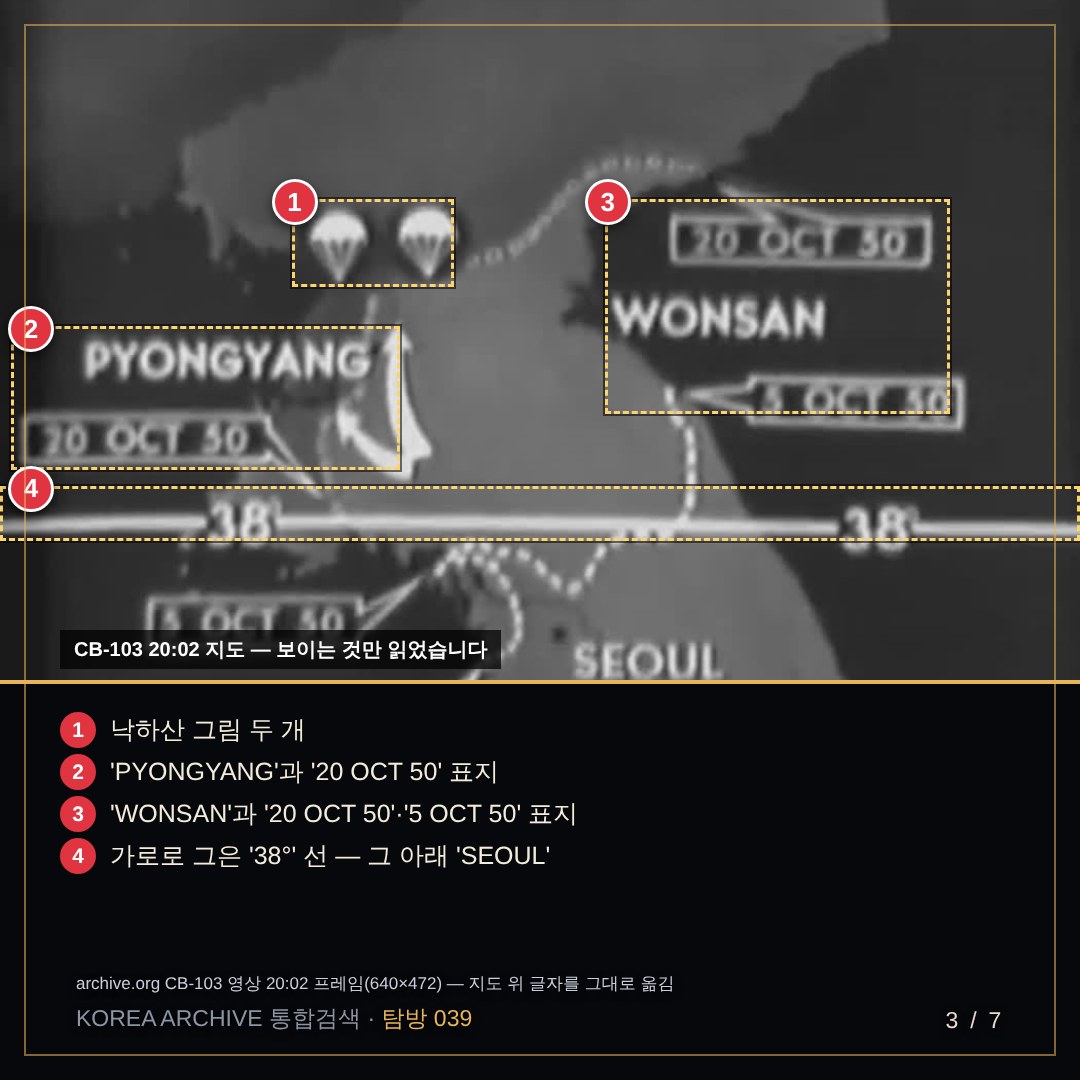 1
3
20 OCT 50
WONSAN
2
PYONGYANG
5 OCT 50
20 OCT 50
4
38°
38°
5 OCT 50
SEOUL
CB-103 20:02 지도 — 보이는 것만 읽었습니다
1 낙하산 그림 두 개
2 'PYONGYANG'과 '20 OCT 50' 표지
3 'WONSAN'과 '20 OCT 50'·'5 OCT 50' 표지
4 가로로 그은 '38°' 선 — 그 아래 'SEOUL'
archive.org CB-103 영상 20:02 프레임(640×472) — 지도 위 글자를 그대로 옮김
KOREA ARCHIVE 통합검색 · 탐방 039
3 / 7